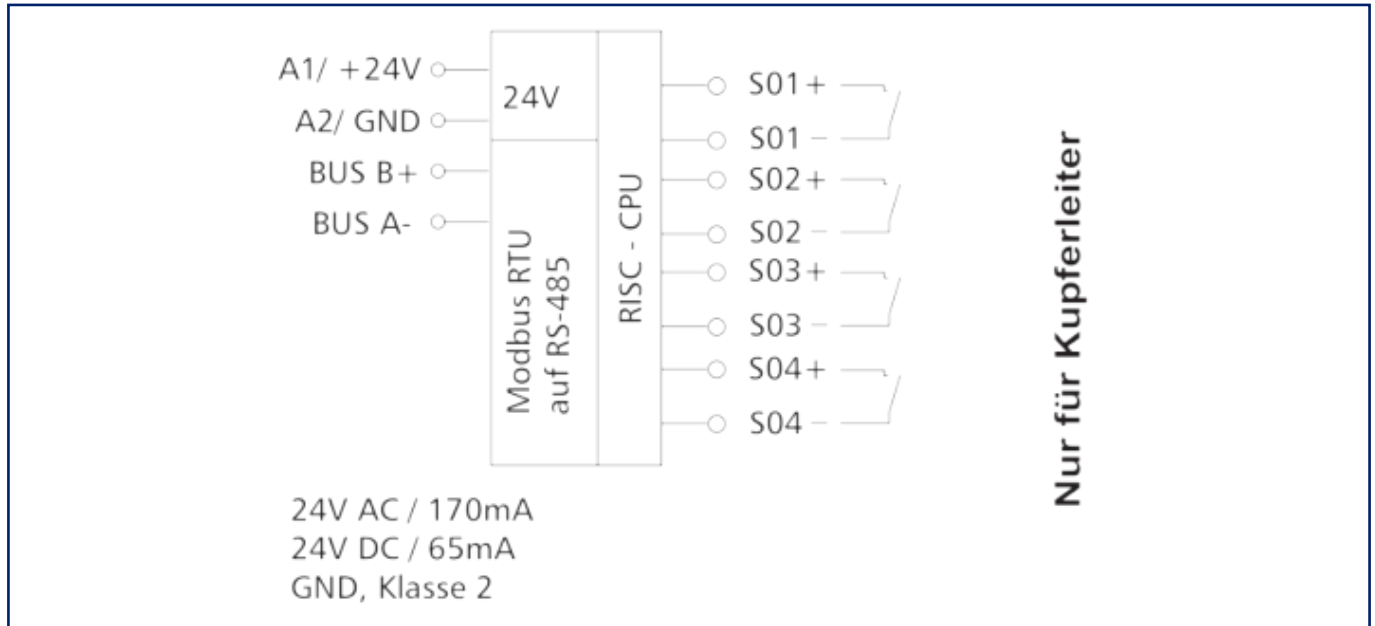 A1/ +24V
A2/ GND
BUS B+
BUS A-
24V
Modbus RTU
auf RS-485
RISC - CPU
S01+
S01-
S02+
S02-
S03+
S03-
S04+
S04-
Nur für Kupferleiter
24V AC / 170mA
24V DC / 65mA
GND, Klasse 2